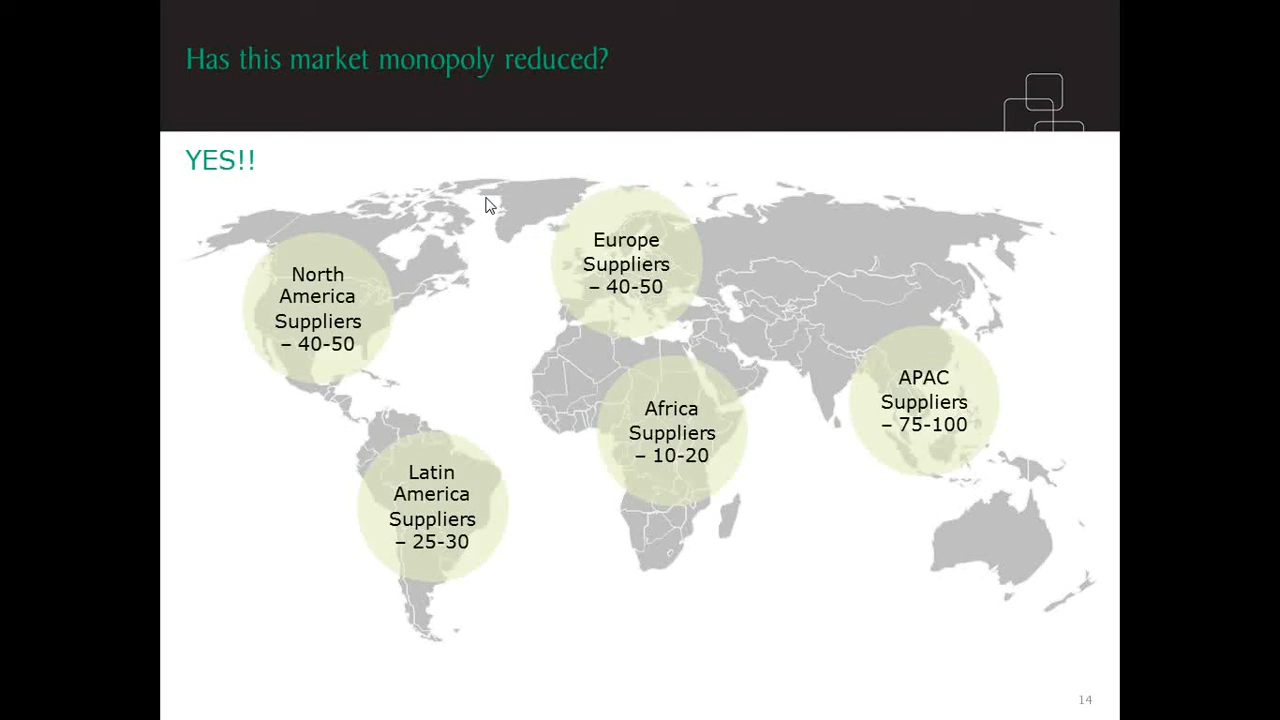 Has this market monopoly reduced?
YES!!
Europe
Suppliers
– 40-50
North
America
Suppliers
– 40-50
APAC
Suppliers
– 75-100
Africa
Suppliers
– 10-20
Latin
America
Suppliers
– 25-30
14